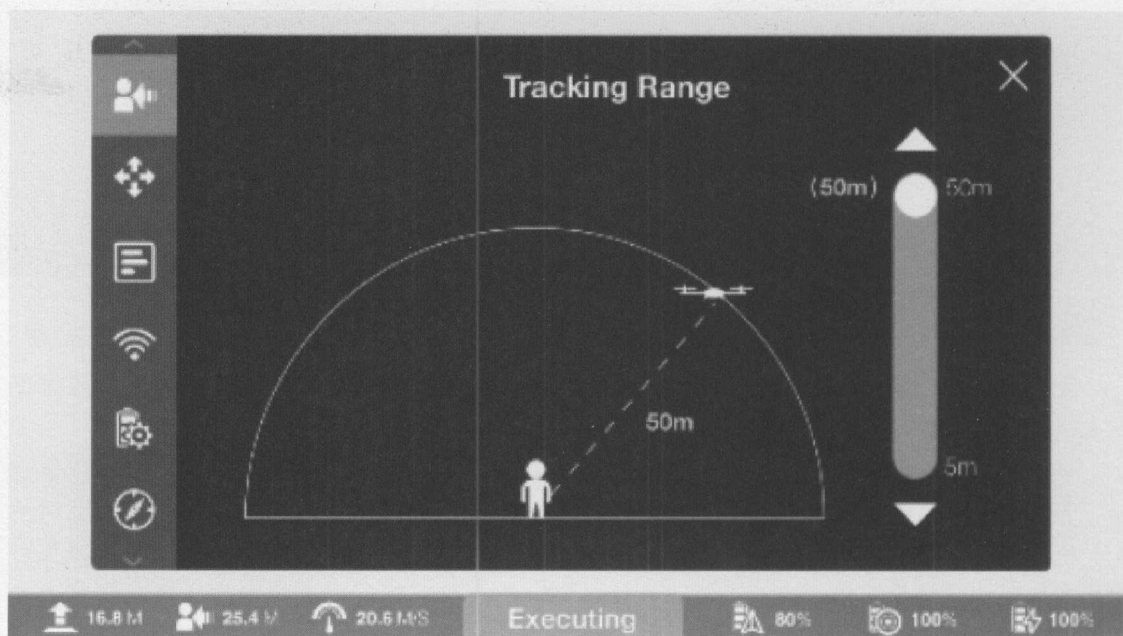 Tracking Range
(50m) 50m
50m
5m
16.8 M 25.4 M 20.6 M/S Executing 80% 100% 100%